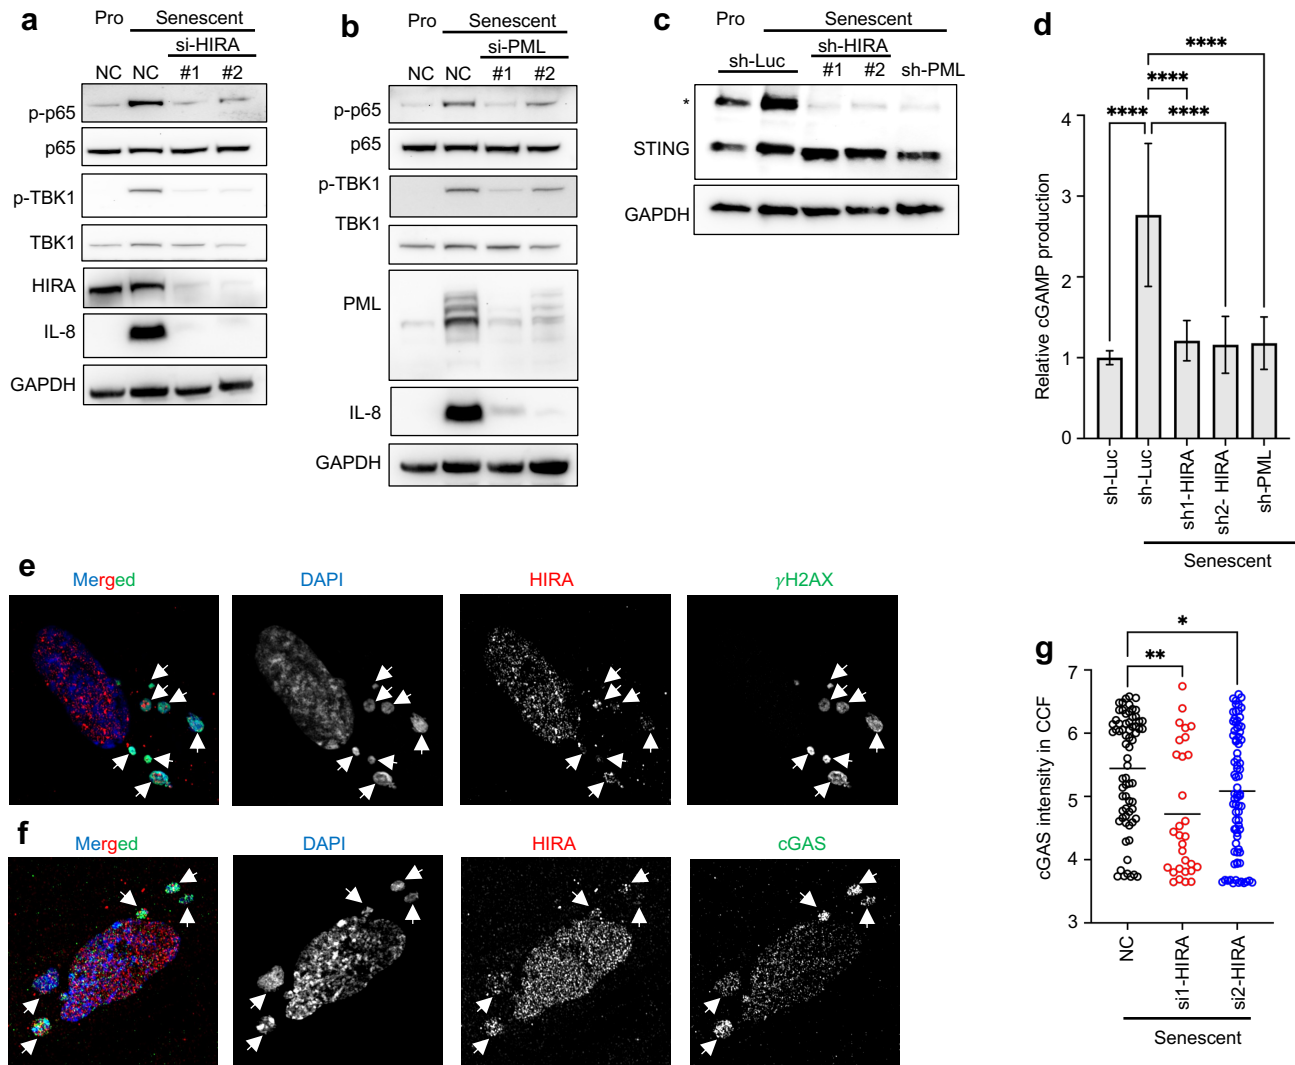 a
Pro Senescent
si-HIRA
NC NC #1 #2
p-p65
p65
p-TBK1
TBK1
HIRA
IL-8
GAPDH
b
Pro Senescent
si-PML
NC NC #1 #2
p-p65
p65
p-TBK1
TBK1
PML
IL-8
GAPDH
c
Pro Senescent
sh-Luc sh-HIRA
#1 #2 sh-PML
*
STING
GAPDH
d
****
****
**** ****
Relative cGAMP production
4
3
2
1
0
sh-Luc
sh-Luc
sh1-HIRA
sh2- HIRA
sh-PML
Senescent
e
Merged DAPI HIRA γH2AX
f
Merged DAPI HIRA cGAS
g
*
**
cGAS intensity in CCF
7
6
5
4
3
NC
si1-HIRA
si2-HIRA
Senescent